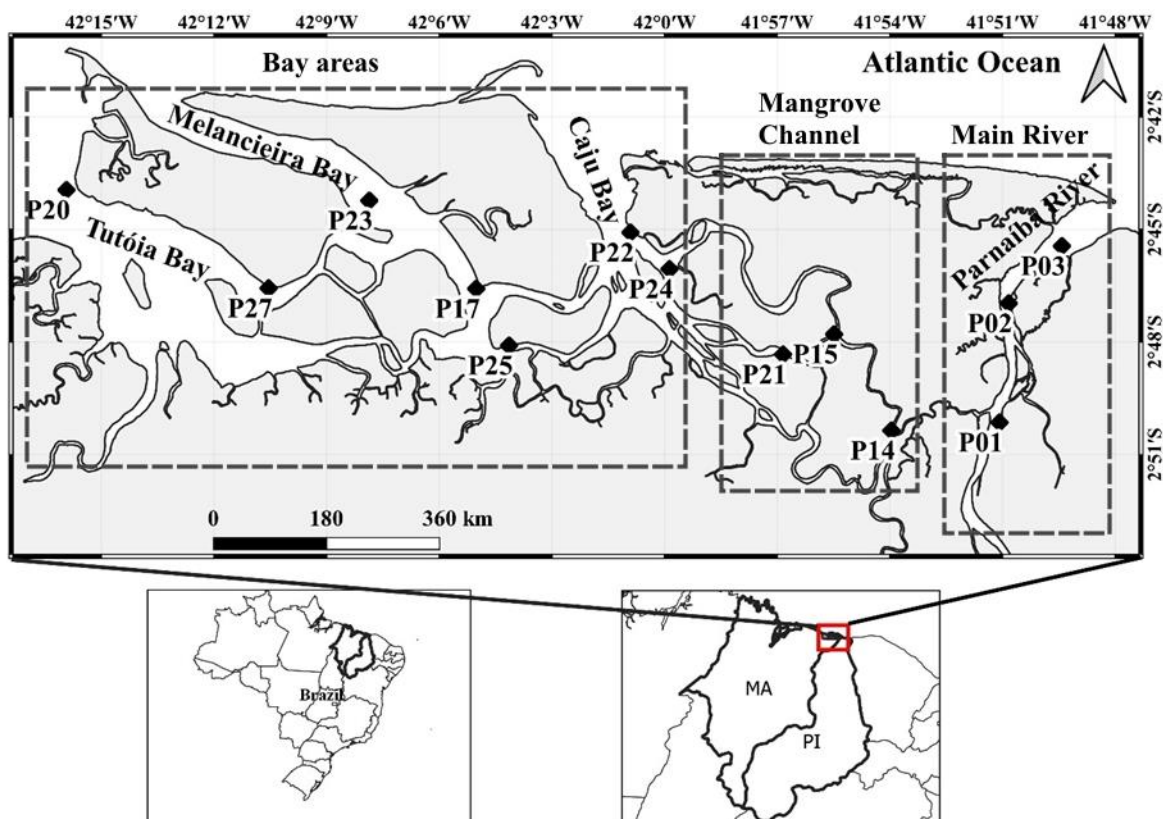 42°15'W 42°12'W 42°9'W 42°6'W 42°3'W 42°0'W 41°57'W 41°54'W 41°51'W 41°48'W
Bay areas
Atlantic Ocean
Mangrove
Channel
Main River
2°42'S
2°45'S
2°48'S
2°51'S
Melancieira Bay
Caju Bay
Tutóia Bay
Parnaíba River
P20
P23
P27
P17
P25
P22
P24
P21
P15
P14
P03
P02
P01
0 180 360 km
Brazil
MA
PI